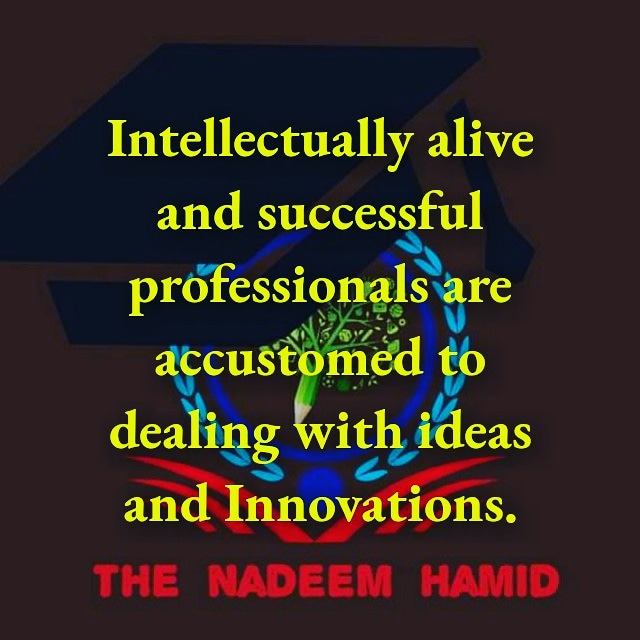 Intellectually alive
and successful
professionals are
accustomed to
dealing with ideas
and Innovations.
THE NADEEM HAMID